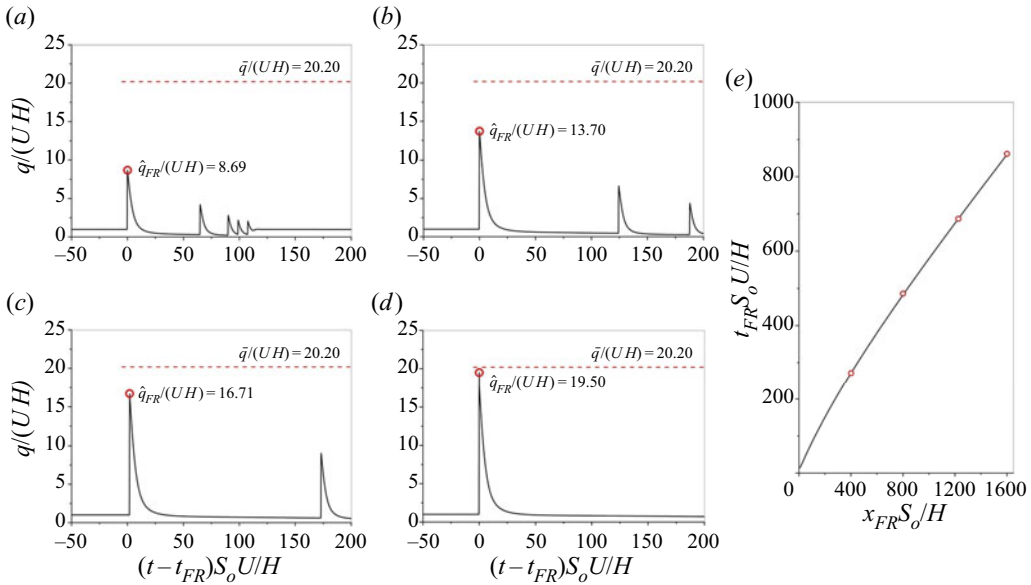 (a)
25
20
15
10
5
0
q/(UH)
q̄/(UH) = 20.20
q̂FR/(UH) = 8.69
−50 0 50 100 150 200
(b)
25
20
15
10
5
0
q̄/(UH) = 20.20
q̂FR/(UH) = 13.70
−50 0 50 100 150 200
(c)
25
20
15
10
5
0
q/(UH)
q̄/(UH) = 20.20
q̂FR/(UH) = 16.71
−50 0 50 100 150 200
(t − tFR)SoU/H
(d)
25
20
15
10
5
0
q̄/(UH) = 20.20
q̂FR/(UH) = 19.50
−50 0 50 100 150 200
(t − tFR)SoU/H
(e)
1000
800
600
400
200
0
tFRSoU/H
400 800 1200 1600
xFRSo/H